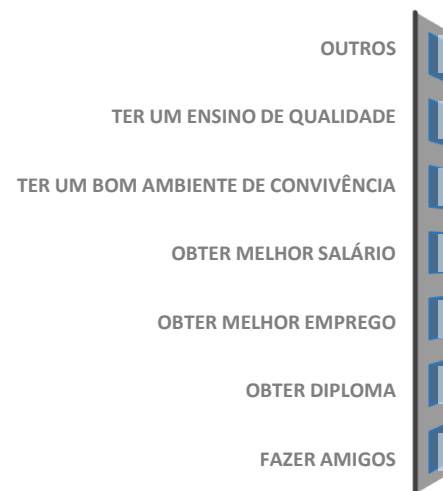 OUTROS
TER UM ENSINO DE QUALIDADE
TER UM BOM AMBIENTE DE CONVIVÊNCIA
OBTER MELHOR SALÁRIO
OBTER MELHOR EMPREGO
OBTER DIPLOMA
FAZER AMIGOS